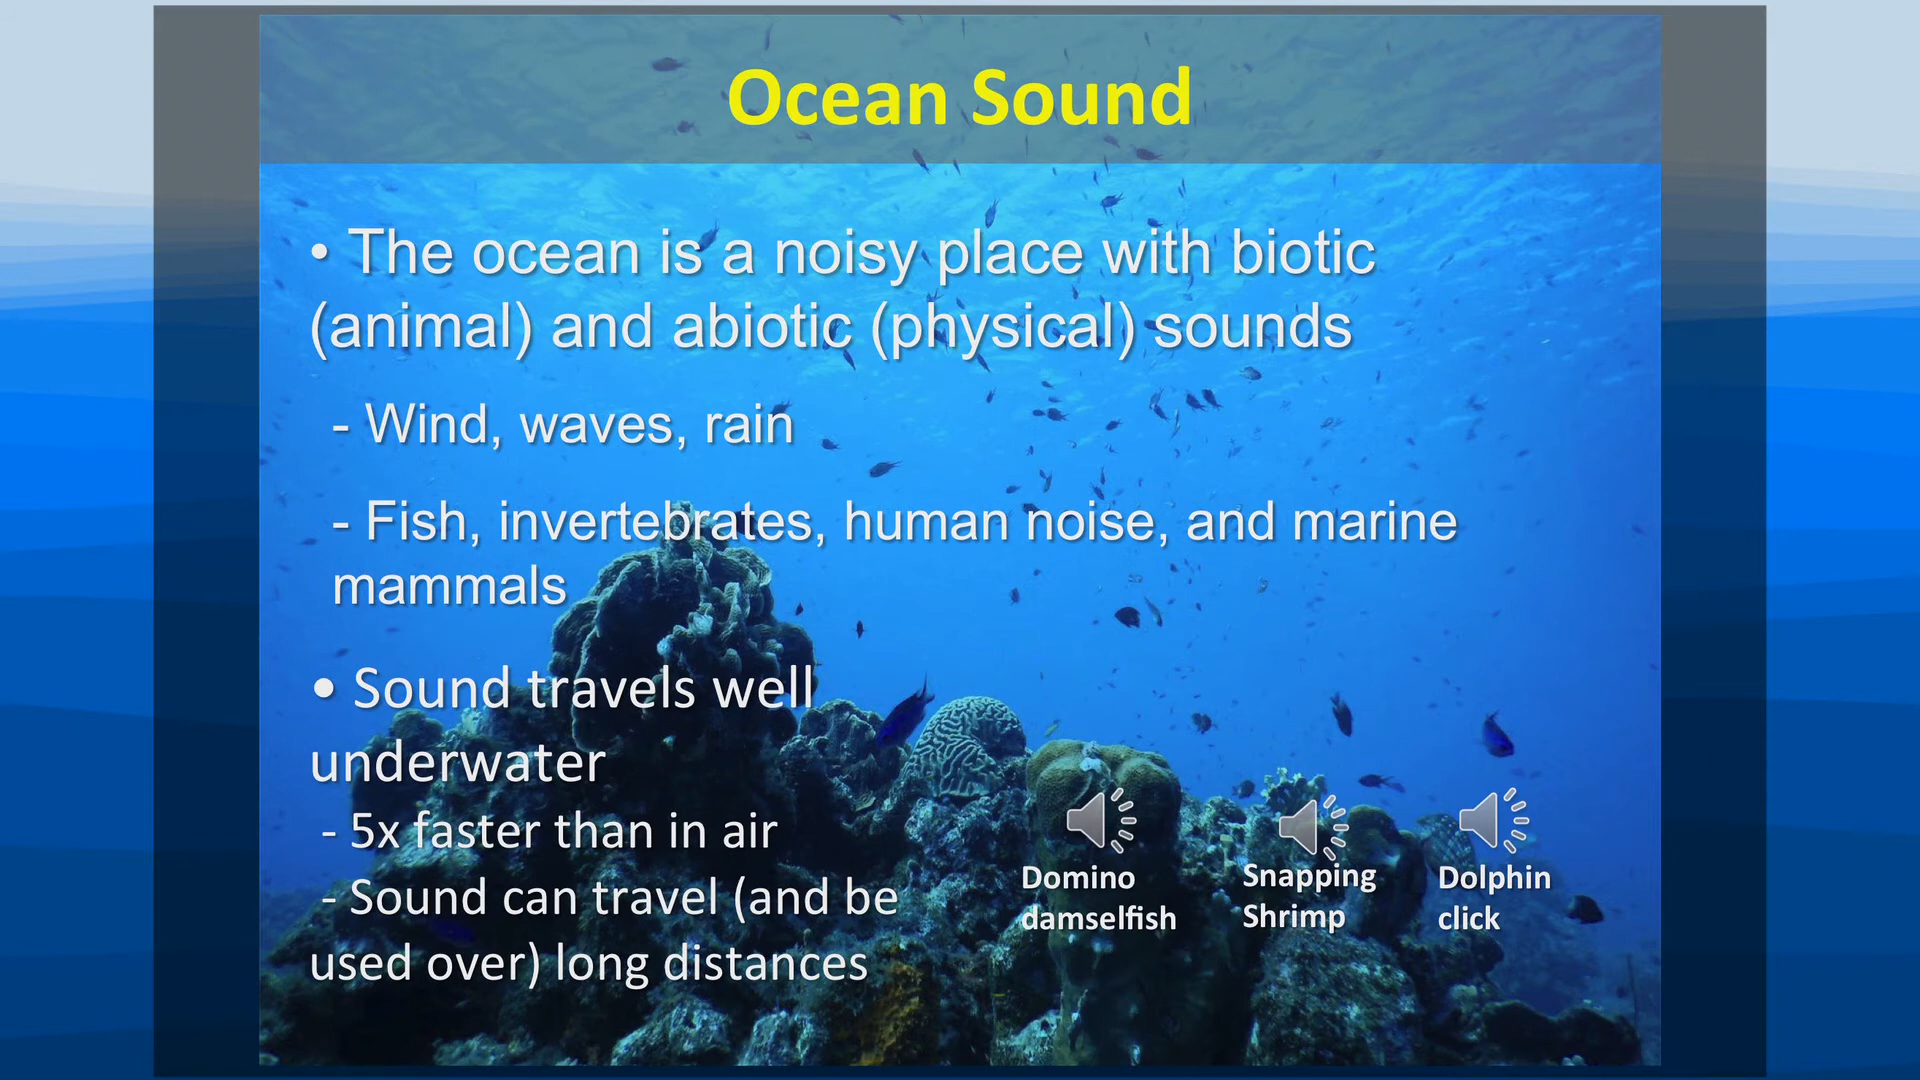 Ocean Sound
• The ocean is a noisy place with biotic
(animal) and abiotic (physical) sounds
- Wind, waves, rain
- Fish, invertebrates, human noise, and marine
mammals
• Sound travels well
underwater
- 5x faster than in air
- Sound can travel (and be
used over) long distances
Domino
damselfish
Snapping
Shrimp
Dolphin
click